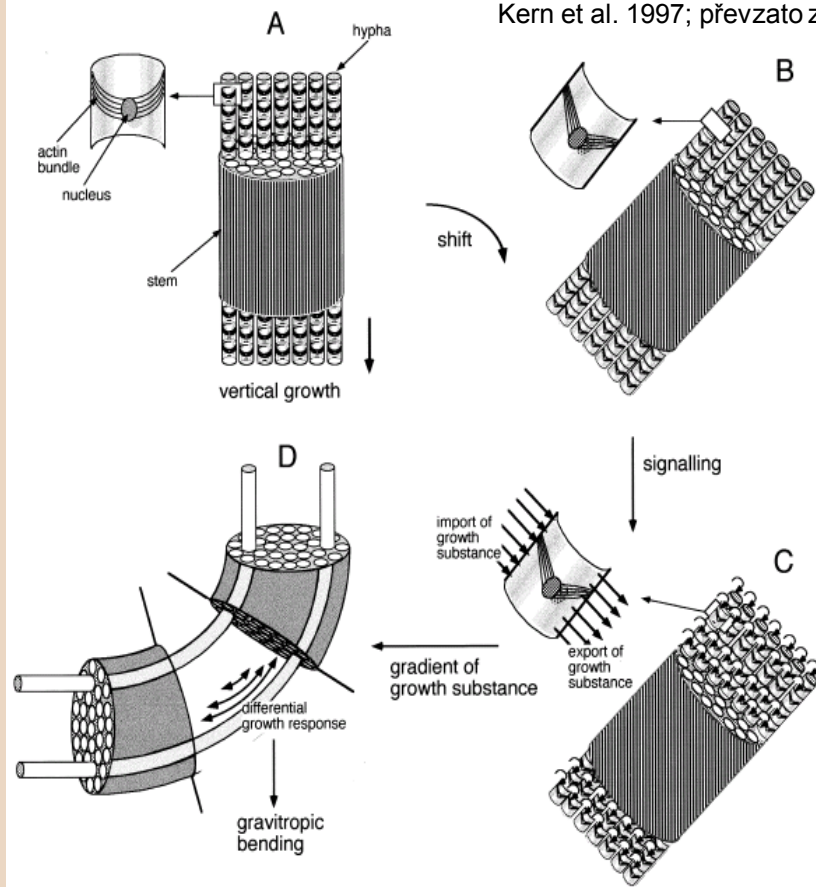 Kern et al. 1997; převzato z
A
hypha
actin
bundle
nucleus
stem
vertical growth
shift
B
signalling
C
import of
growth
substance
export of
growth
substance
gradient of
growth substance
D
differential
growth response
gravitropic
bending